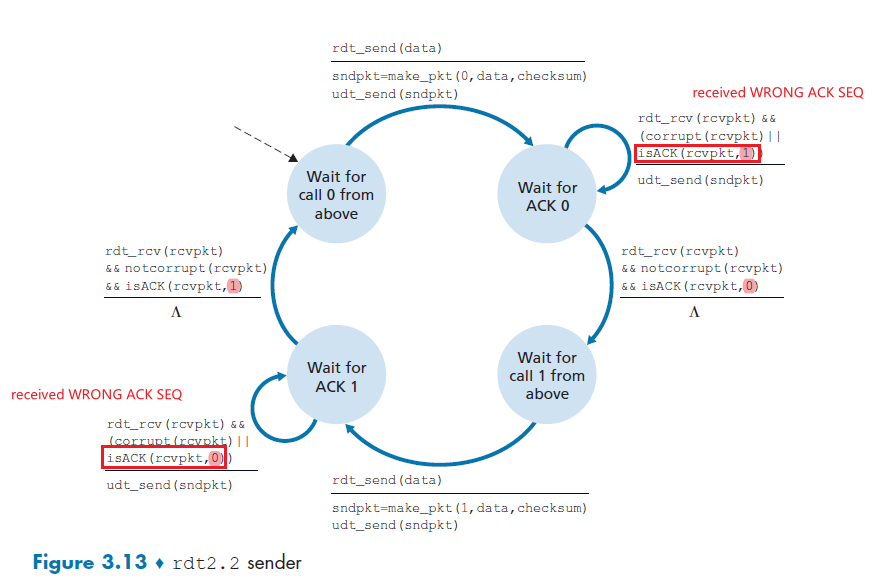 rdt_send(data)
sndpkt=make_pkt(0,data,checksum)
udt_send(sndpkt)
received WRONG ACK SEQ
rdt_rcv(rcvpkt) &&
(corrupt(rcvpkt)||
isACK(rcvpkt,1))
udt_send(sndpkt)
Wait for
call 0 from
above
Wait for
ACK 0
rdt_rcv(rcvpkt)
&& notcorrupt(rcvpkt)
&& isACK(rcvpkt,1)
Λ
rdt_rcv(rcvpkt)
&& notcorrupt(rcvpkt)
&& isACK(rcvpkt,0)
Λ
Wait for
ACK 1
Wait for
call 1 from
above
received WRONG ACK SEQ
rdt_rcv(rcvpkt) &&
(corrupt(rcvpkt)||
isACK(rcvpkt,0))
udt_send(sndpkt)
rdt_send(data)
sndpkt=make_pkt(1,data,checksum)
udt_send(sndpkt)
Figure 3.13 ♦ rdt2.2 sender